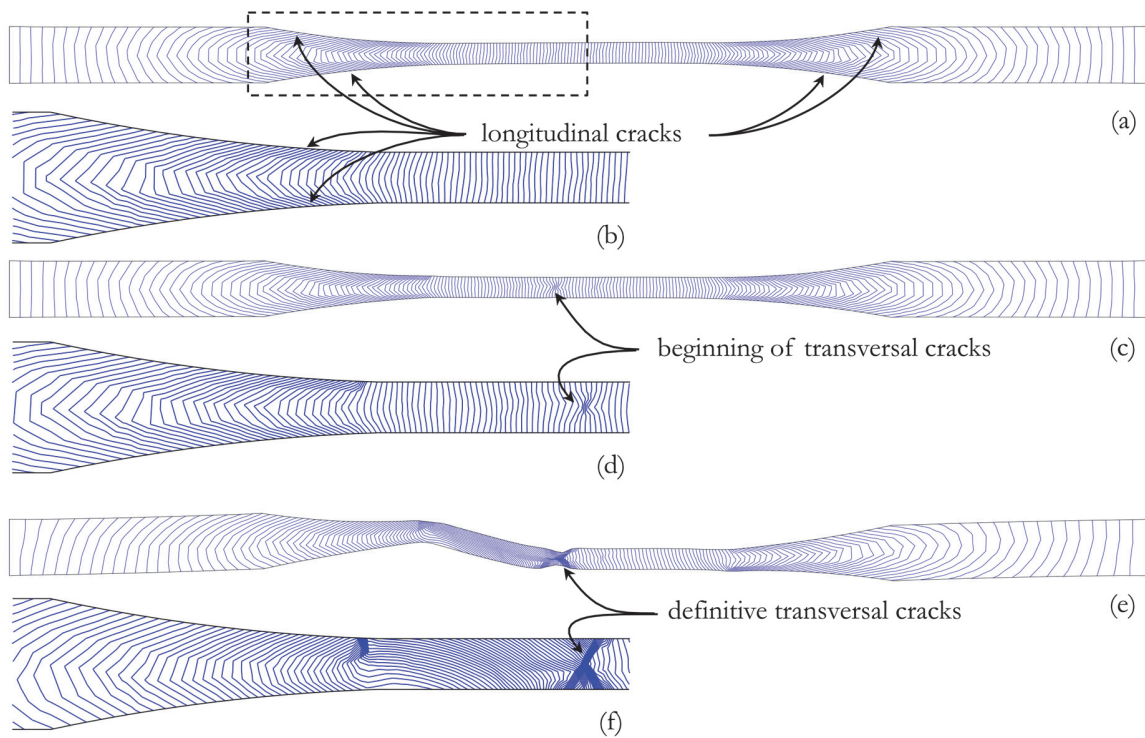 (a)
longitudinal cracks
(b)
(c)
beginning of transversal cracks
(d)
(e)
definitive transversal cracks
(f)